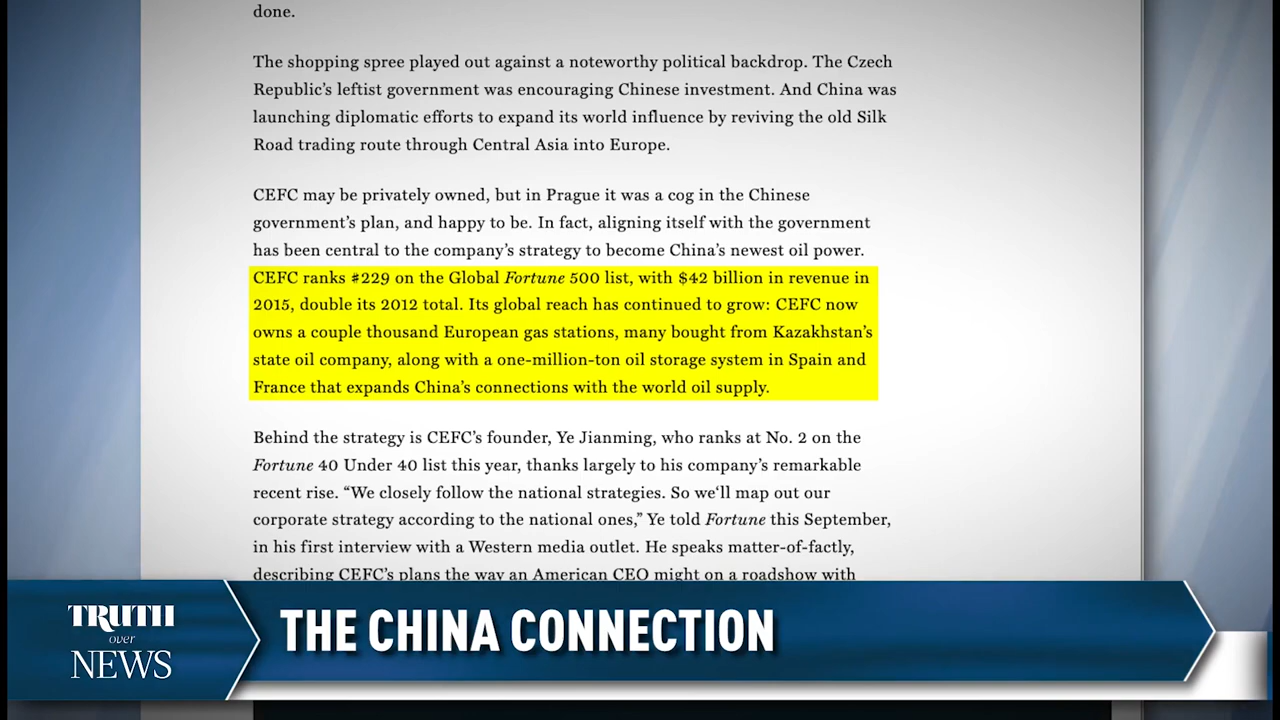 done.
The shopping spree played out against a noteworthy political backdrop. The Czech
Republic's leftist government was encouraging Chinese investment. And China was
launching diplomatic efforts to expand its world influence by reviving the old Silk
Road trading route through Central Asia into Europe.
CEFC may be privately owned, but in Prague it was a cog in the Chinese
government's plan, and happy to be. In fact, aligning itself with the government
has been central to the company's strategy to become China's newest oil power.
CEFC ranks #229 on the Global Fortune 500 list, with $42 billion in revenue in
2015, double its 2012 total. Its global reach has continued to grow: CEFC now
owns a couple thousand European gas stations, many bought from Kazakhstan's
state oil company, along with a one-million-ton oil storage system in Spain and
France that expands China's connections with the world oil supply.
Behind the strategy is CEFC's founder, Ye Jianming, who ranks at No. 2 on the
Fortune 40 Under 40 list this year, thanks largely to his company's remarkable
recent rise. “We closely follow the national strategies. So we‘ll map out our
corporate strategy according to the national ones,” Ye told Fortune this September,
in his first interview with a Western media outlet. He speaks matter-of-factly,
describing CEFC's plans the way an American CEO might on a roadshow with
TRUTH
over
NEWS
THE CHINA CONNECTION